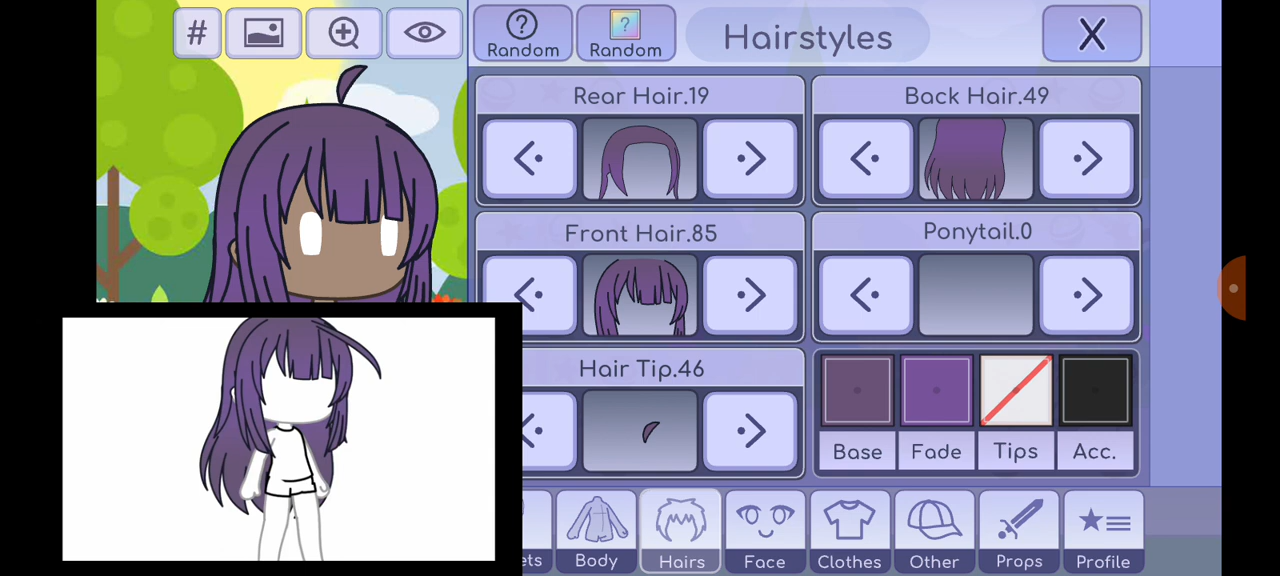 #
?
Random
?
Random
Hairstyles
X
Rear Hair.19
Back Hair.49
Front Hair.85
Ponytail.0
Hair Tip.46
Base
Fade
Tips
Acc.
ets
Body
Hairs
Face
Clothes
Other
Props
Profile